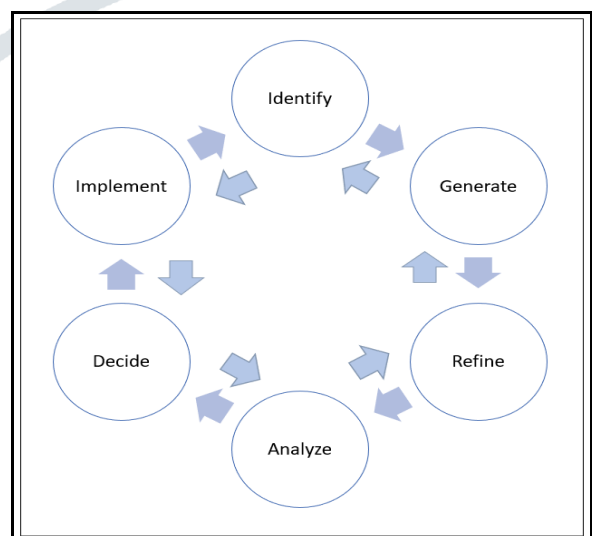 Identify
Generate
Refine
Analyze
Decide
Implement